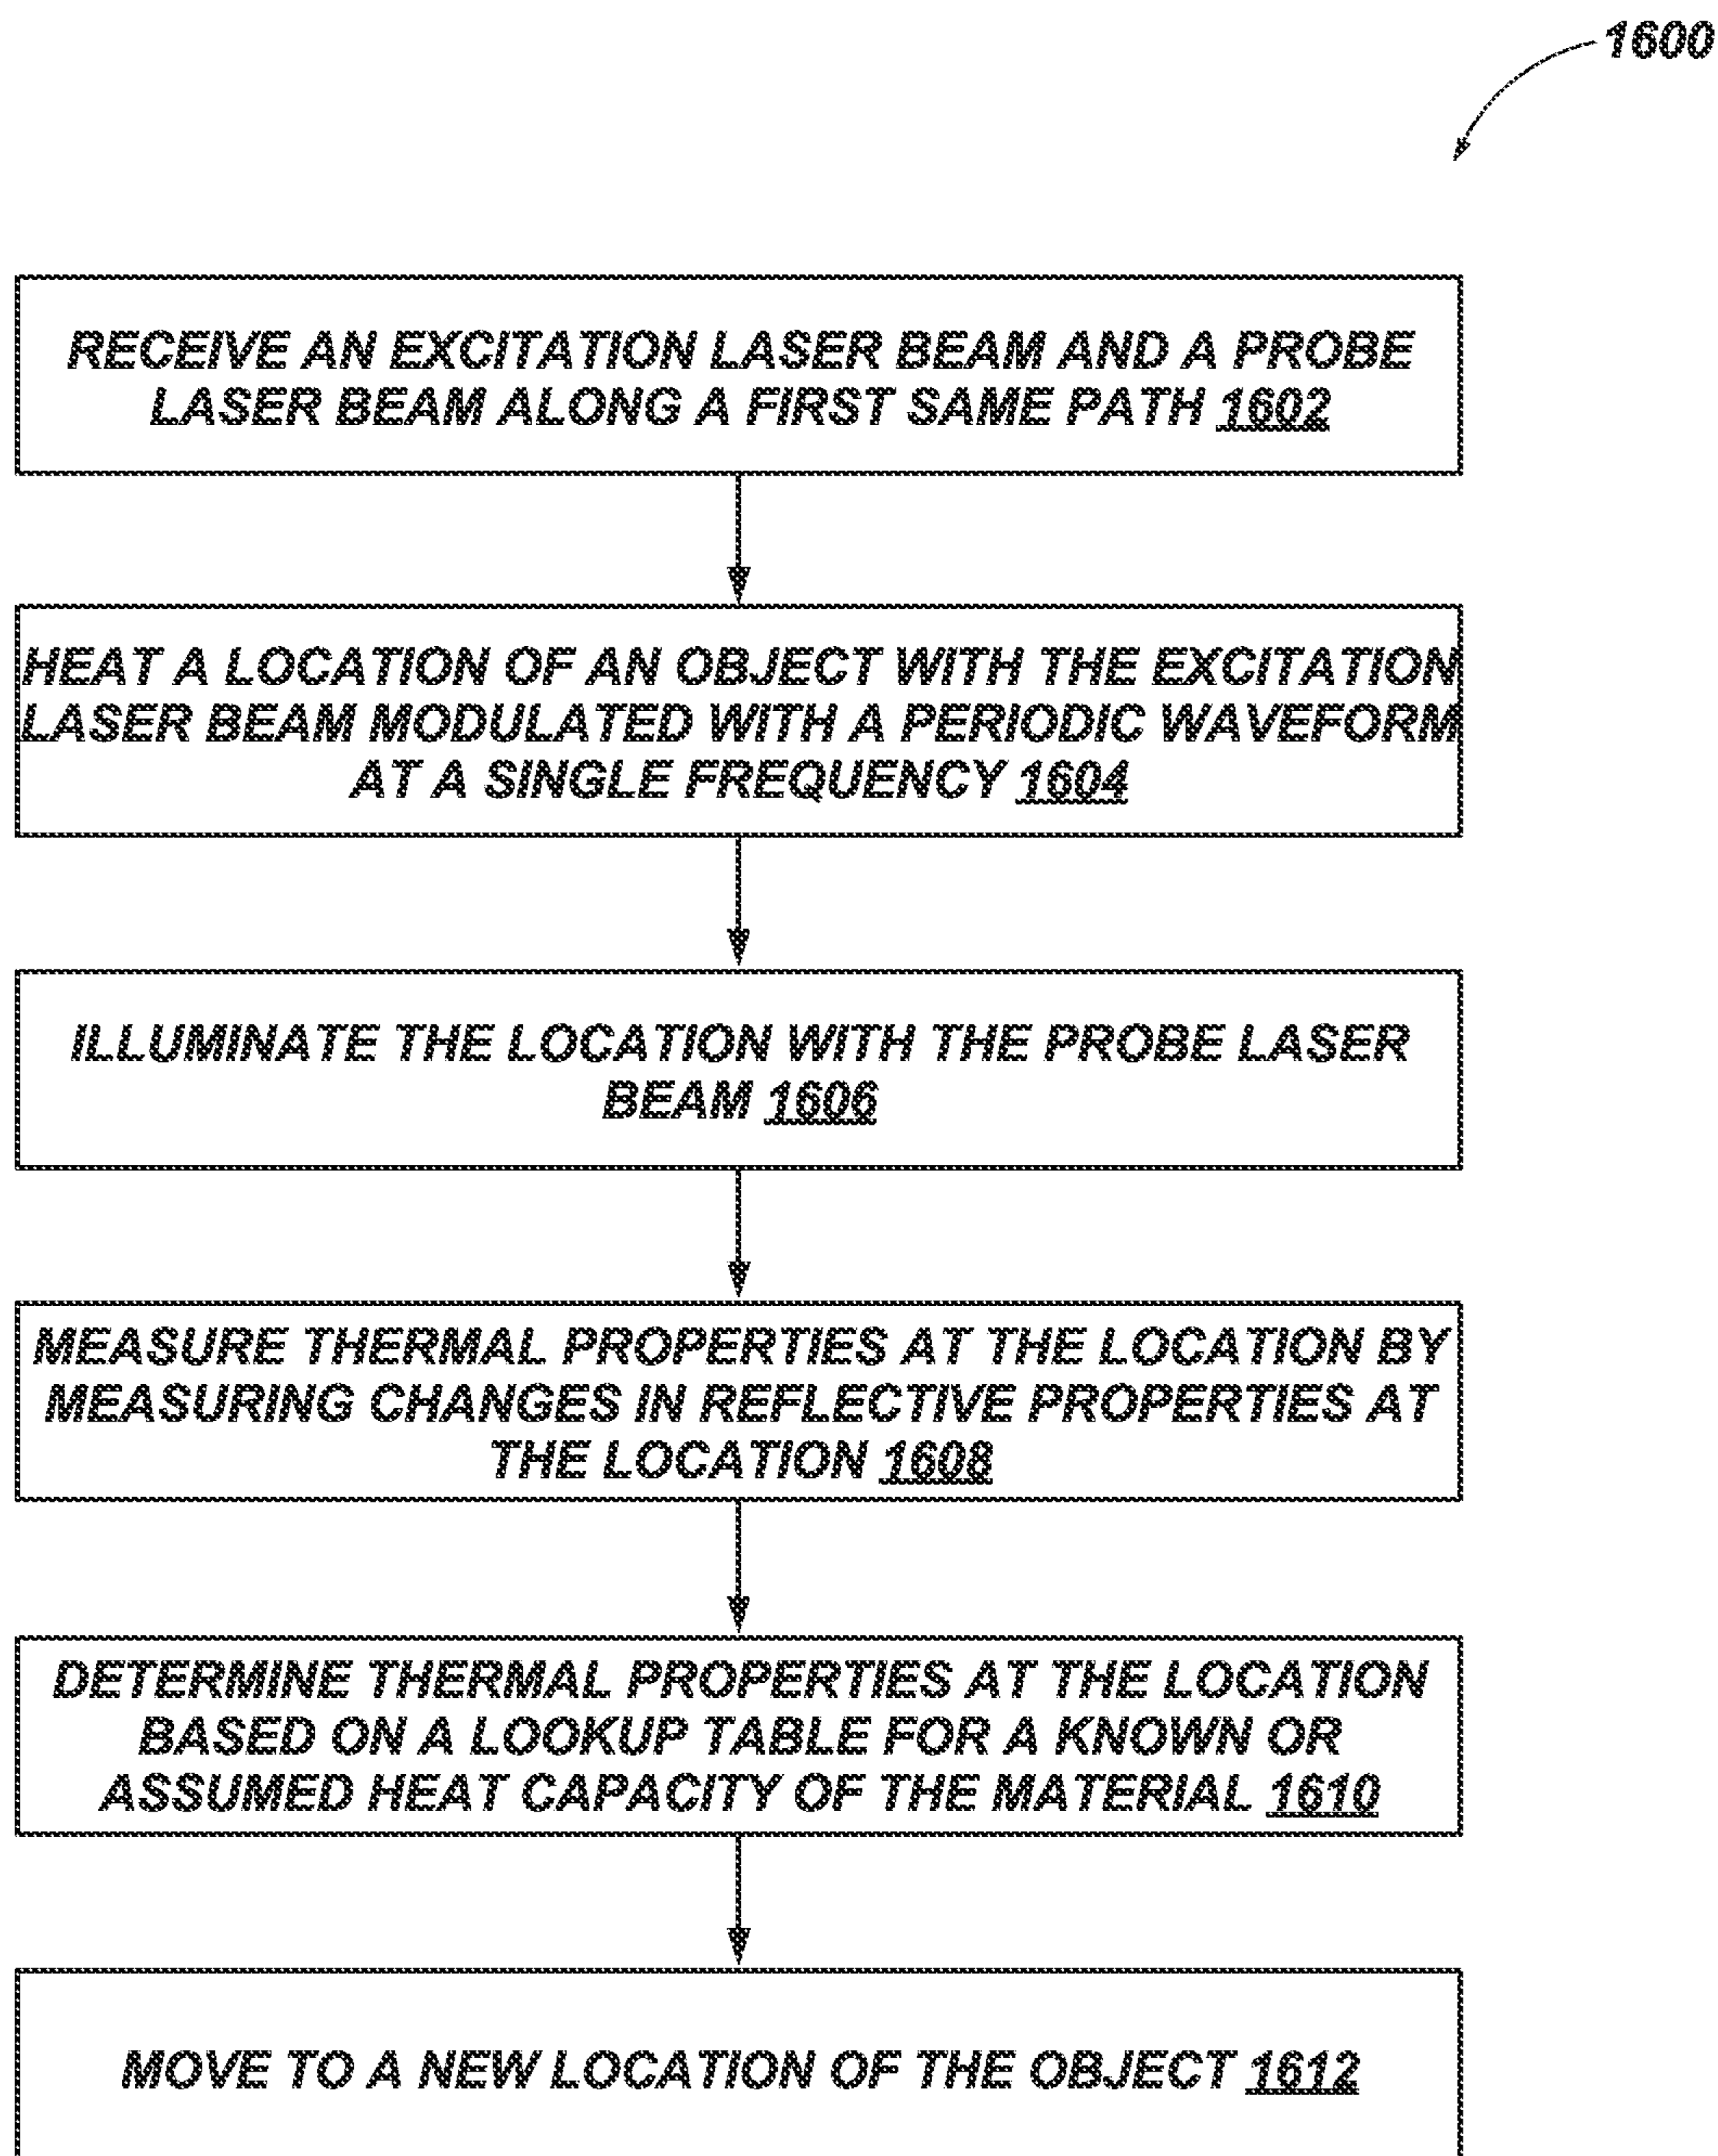 1600
RECEIVE AN EXCITATION LASER BEAM AND A PROBE
LASER BEAM ALONG A FIRST SAME PATH 1602
HEAT A LOCATION OF AN OBJECT WITH THE EXCITATION
LASER BEAM MODULATED WITH A PERIODIC WAVEFORM
AT A SINGLE FREQUENCY 1604
ILLUMINATE THE LOCATION WITH THE PROBE LASER
BEAM 1606
MEASURE THERMAL PROPERTIES AT THE LOCATION BY
MEASURING CHANGES IN REFLECTIVE PROPERTIES AT
THE LOCATION 1608
DETERMINE THERMAL PROPERTIES AT THE LOCATION
BASED ON A LOOKUP TABLE FOR A KNOWN OR
ASSUMED HEAT CAPACITY OF THE MATERIAL 1610
MOVE TO A NEW LOCATION OF THE OBJECT 1612